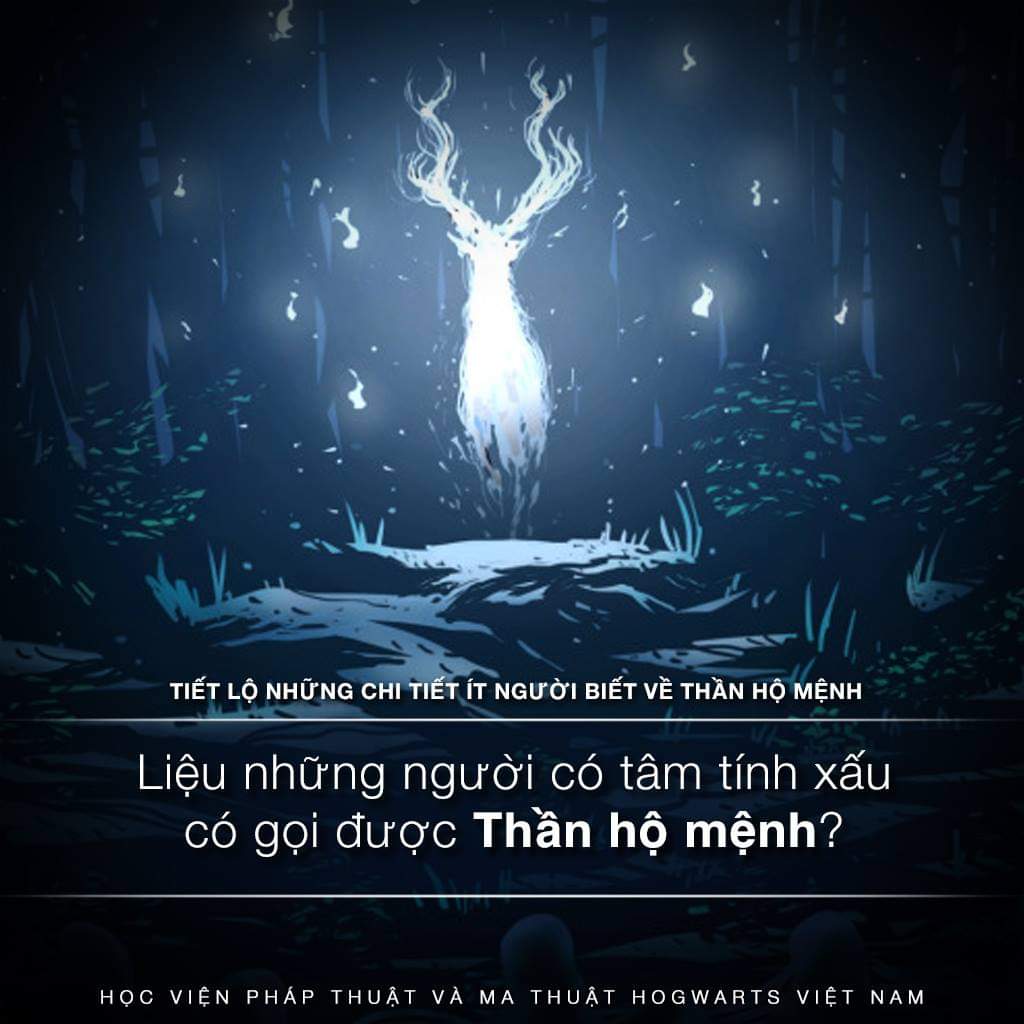 TIẾT LỘ NHỮNG CHI TIẾT ÍT NGƯỜI BIẾT VỀ THẦN HỘ MỆNH
Liệu những người có tâm tính xấu
có gọi được Thần hộ mệnh?
HỌC VIỆN PHÁP THUẬT VÀ MA THUẬT HOGWARTS VIỆT NAM